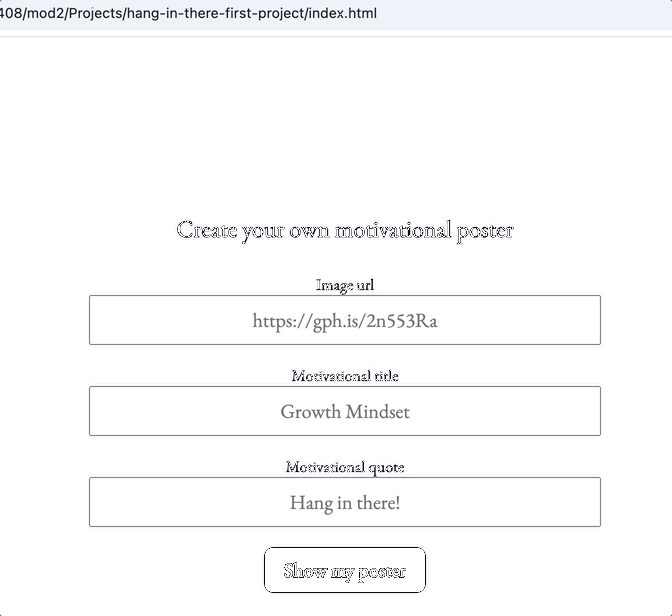 408/mod2/Projects/hang-in-there-first-project/index.html
Create your own motivational poster
Image url
https://gph.is/2n553Ra
Motivational title
Growth Mindset
Motivational quote
Hang in there!
Show my poster